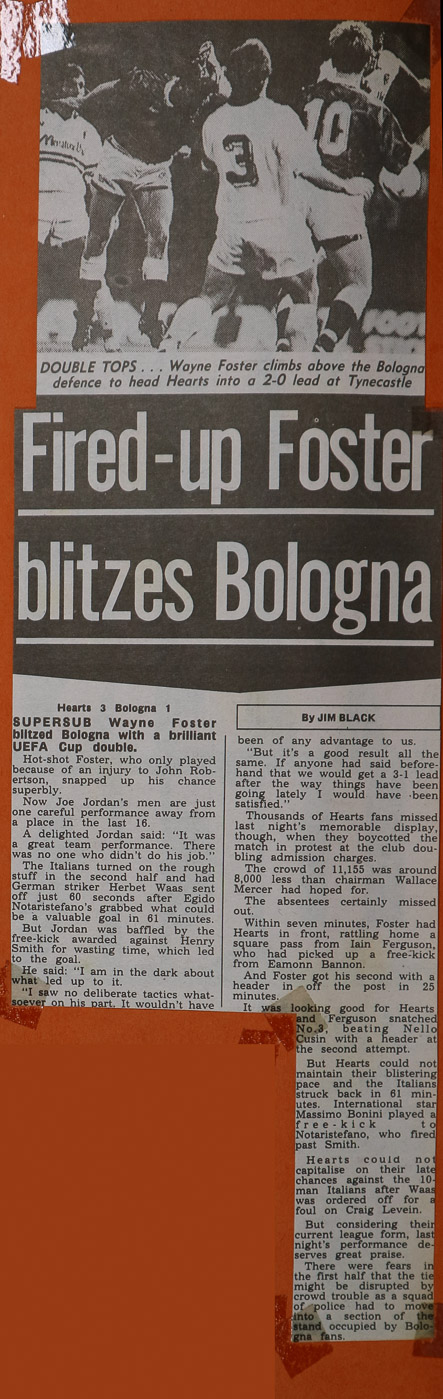 3
10
DOUBLE TOPS . . . Wayne Foster climbs above the Bologna
defence to head Hearts into a 2-0 lead at Tynecastle
Fired-up Foster
blitzes Bologna
Hearts 3 Bologna 1
SUPERSUB Wayne Foster
blitzed Bologna with a brilliant
UEFA Cup double.
Hot-shot Foster, who only played
because of an injury to John Rob-
ertson, snapped up his chance
superbly.
Now Joe Jordan's men are just
one careful performance away from
a place in the last 16.
A delighted Jordan said: "It was
a great team performance. There
was no one who didn't do his job."
The Italians turned on the rough
stuff in the second half and had
German striker Herbet Waas sent
off just 60 seconds after Egido
Notaristefano's grabbed what could
be a valuable goal in 61 minutes.
But Jordan was baffled by the
free-kick awarded against Henry
Smith for wasting time, which led
to the goal.
He said: "I am in the dark about
what led up to it.
"I saw no deliberate tactics what-
soever on his part. It wouldn't have
By JIM BLACK
been of any advantage to us.
"But it's a good result all the
same. If anyone had said before-
hand that we would get a 3-1 lead
after the way things have been
going lately I would have been
satisfied."
Thousands of Hearts fans missed
last night's memorable display,
though, when they boycotted the
match in protest at the club dou-
bling admission charges.
The crowd of 11,155 was around
8,000 less than chairman Wallace
Mercer had hoped for.
The absentees certainly missed
out.
Within seven minutes, Foster had
Hearts in front, rattling home a
square pass from Iain Ferguson,
who had picked up a free-kick
from Eamonn Bannon.
And Foster got his second with a
header in off the post in 25
minutes.
It was looking good for Hearts
and Ferguson snatched
No.3, beating Nello
Cusin with a header at
the second attempt.
But Hearts could not
maintain their blistering
pace and the Italians
struck back in 61 min-
utes. International star
Massimo Bonini played a
free-kick to
Notaristefano, who fired
past Smith.
Hearts could not
capitalise on their late
chances against the 10-
man Italians after Waas
was ordered off for a
foul on Craig Levein.
But considering their
current league form, last
night's performance de-
serves great praise.
There were fears in
the first half that the tie
might be disrupted by
crowd trouble as a squad
of police had to move
into a section of the
stand occupied by Bolo-
gna fans.